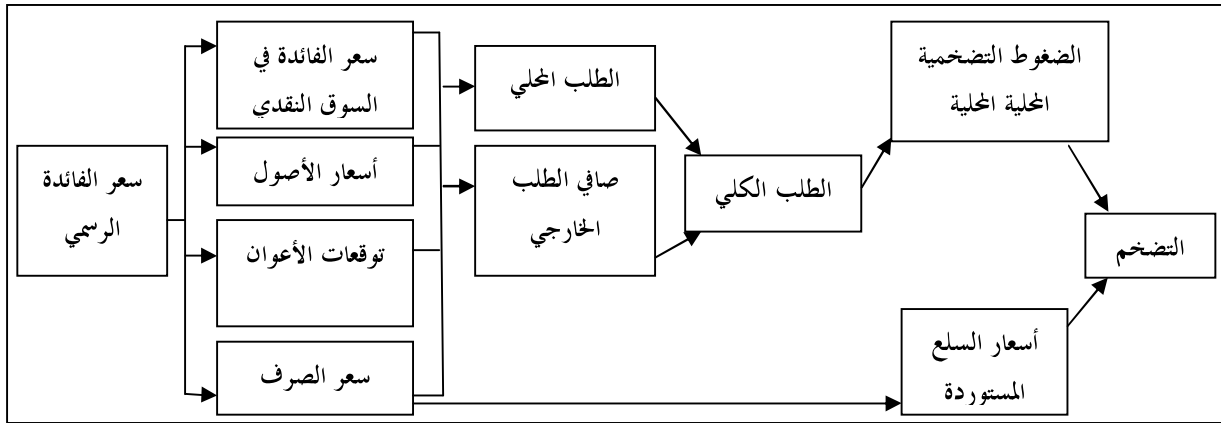 سعر الفائدة
الرسمي
سعر الفائدة في
السوق النقدي
أسعار الأصول
توقعات الأعوان
سعر الصرف
الطلب المحلي
صافي الطلب
الخارجي
الطلب الكلي
الضغوط التضخمية
المحلية المحلية
أسعار السلع
المستوردة
التضخم